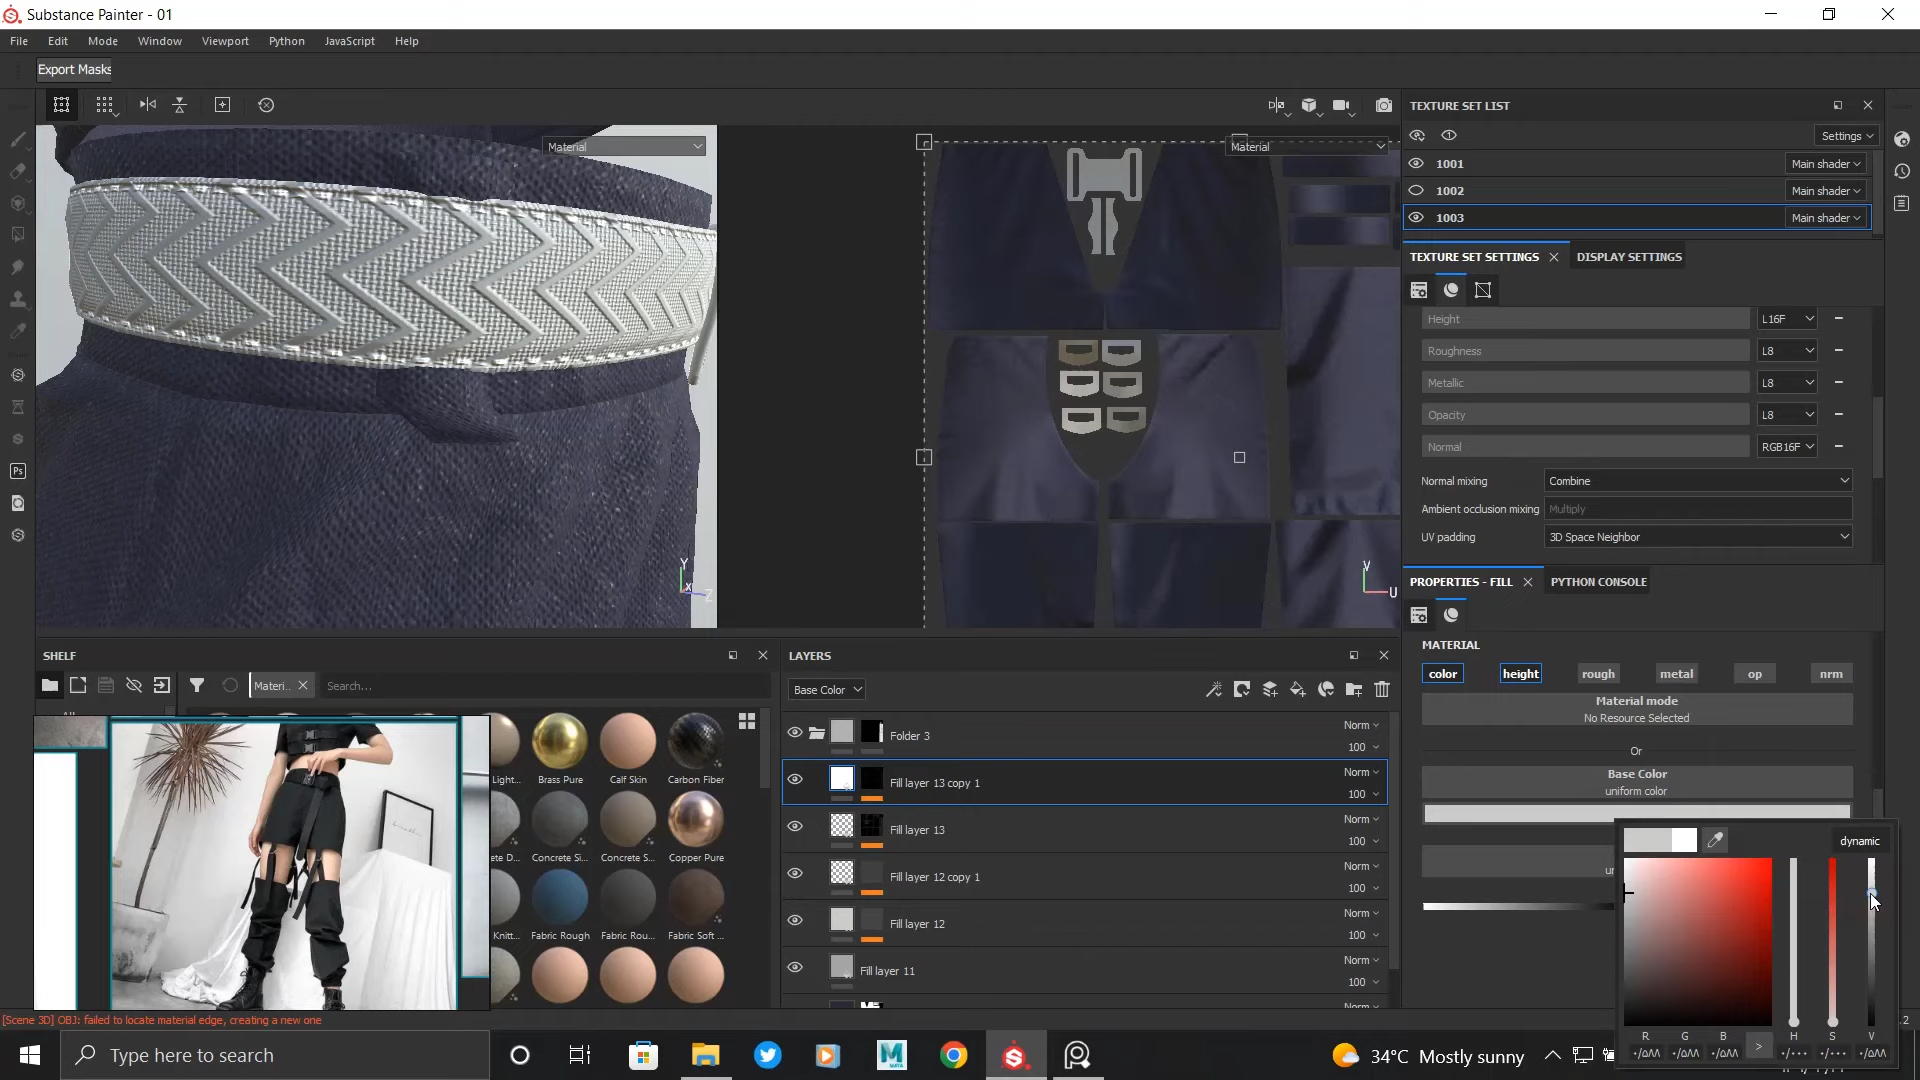 Substance Painter - 01
File Edit Mode Window Viewport Python JavaScript Help
Export Masks
Material
Material
TEXTURE SET LIST
Settings
1001 Main shader
1002 Main shader
1003 Main shader
TEXTURE SET SETTINGS DISPLAY SETTINGS
Height L16F
Roughness L8
Metallic L8
Opacity L8
Normal RGB16F
Normal mixing Combine
Ambient occlusion mixing Multiply
UV padding 3D Space Neighbor
Y
X
Z
V
U
PROPERTIES - FILL PYTHON CONSOLE
MATERIAL
color height rough metal op nrm
Material mode
No Resource Selected
Or
Base Color
uniform color
dynamic
R G B > H S V
SHELF
Materi..
Search...
Light... Brass Pure Calf Skin Carbon Fiber
Concrete Si... Concrete S... Copper Pure
Knitt... Fabric Rough Fabric Rou... Fabric Soft ...
LAYERS
Base Color
Folder 3 Norm
100
Fill layer 13 copy 1 Norm
100
Fill layer 13 Norm
100
Fill layer 12 copy 1 Norm
100
Fill layer 12 Norm
100
Fill layer 11 Norm
100
Norm
[Scene 3D] OBJ: failed to locate material edge, creating a new one
Type here to search
Ps
MAYA
34°C Mostly sunny